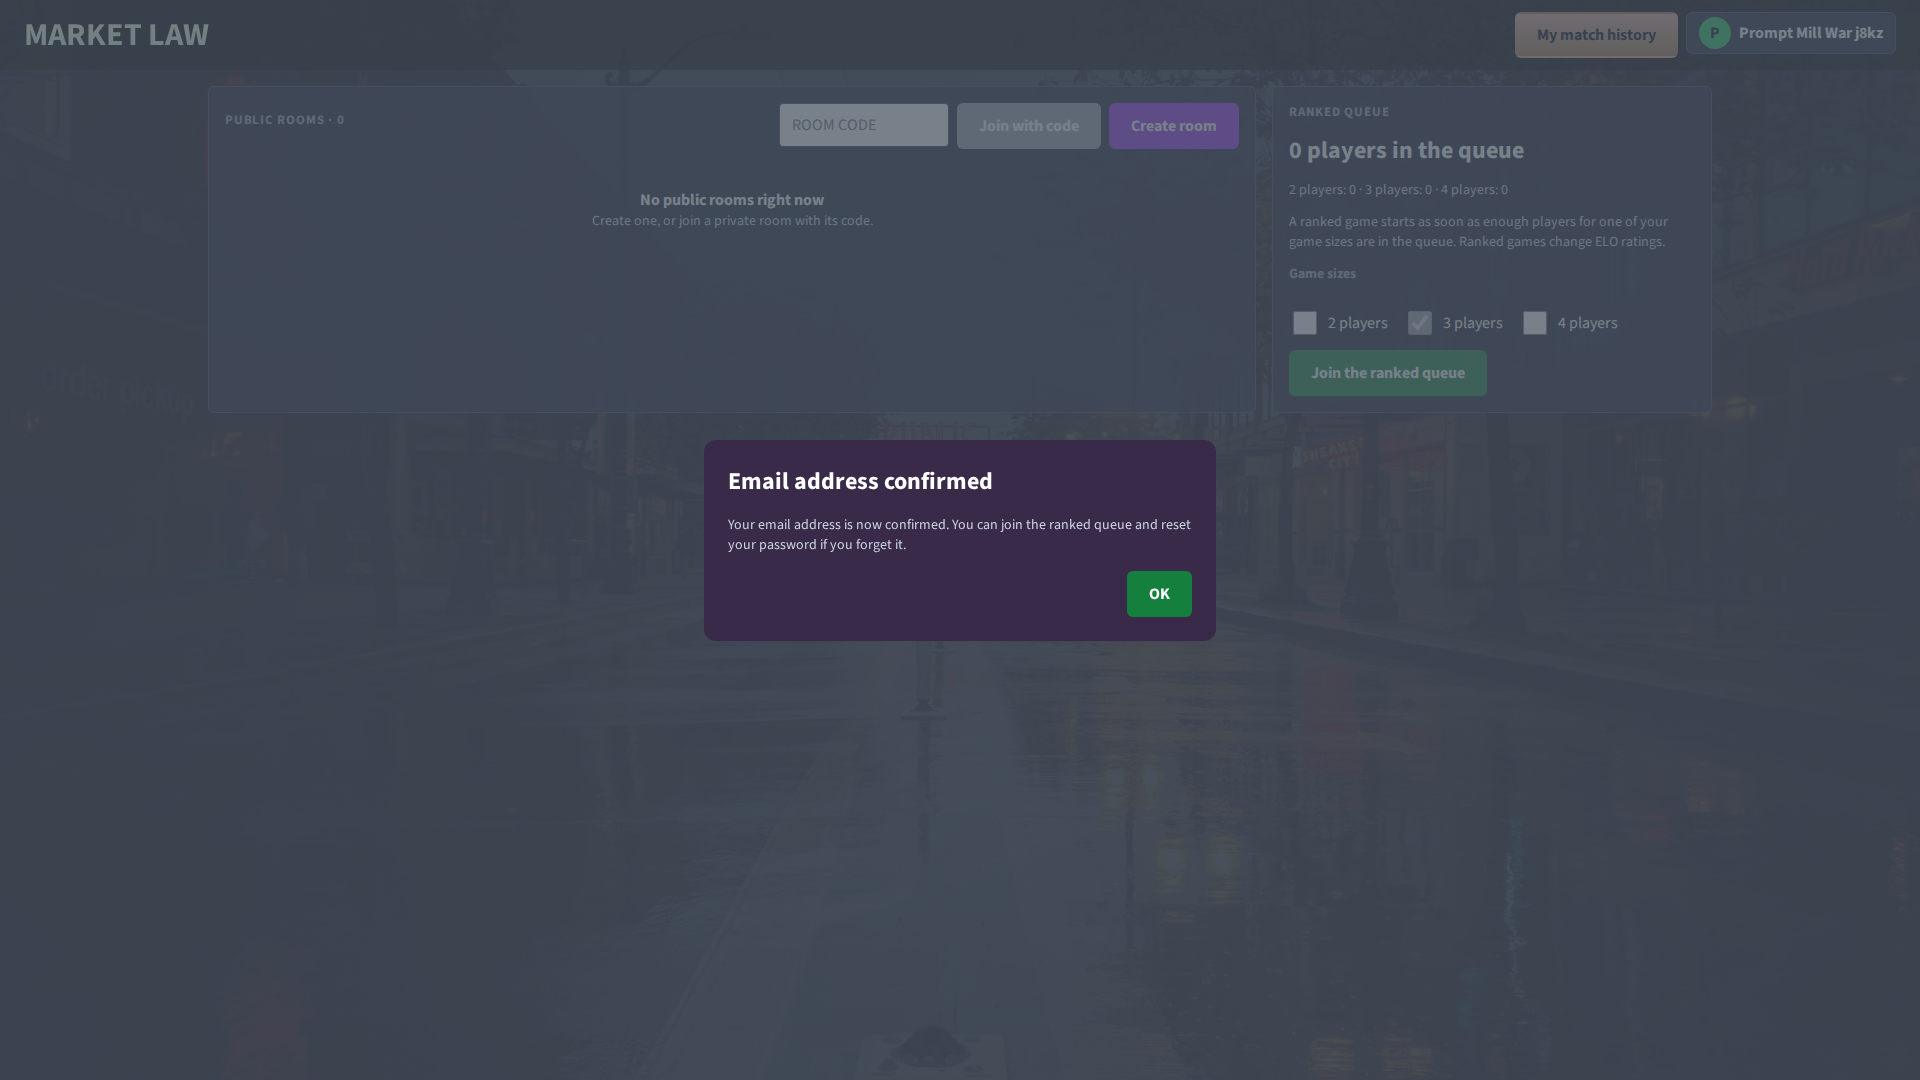 MARKET LAW
My match history
P
Prompt Mill War j8kz
PUBLIC ROOMS · 0
ROOM CODE
Join with code
Create room
No public rooms right now
Create one, or join a private room with its code.
RANKED QUEUE
0 players in the queue
2 players: 0 · 3 players: 0 · 4 players: 0
A ranked game starts as soon as enough players for one of your
game sizes are in the queue. Ranked games change ELO ratings.
Game sizes
2 players
3 players
4 players
Join the ranked queue
order pickup
SNEAKER
CITY
Email address confirmed
Your email address is now confirmed. You can join the ranked queue and reset
your password if you forget it.
OK